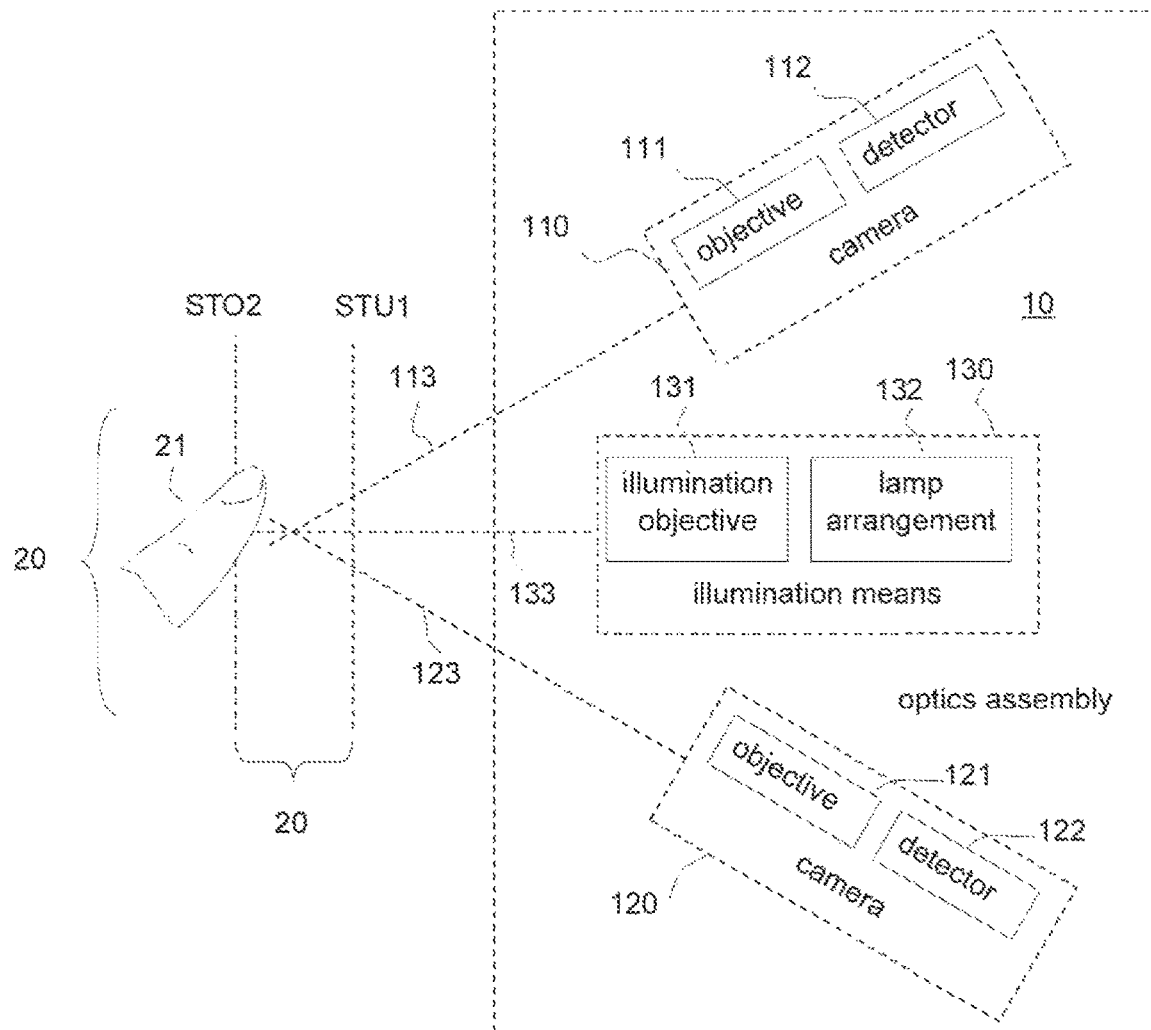 112
detector
111
objective
camera
110
STO2
STU1
10
113
131
132
130
21
illumination
objective
lamp
arrangement
20
illumination means
133
123
optics assembly
objective
121
20
122
detector
camera
120